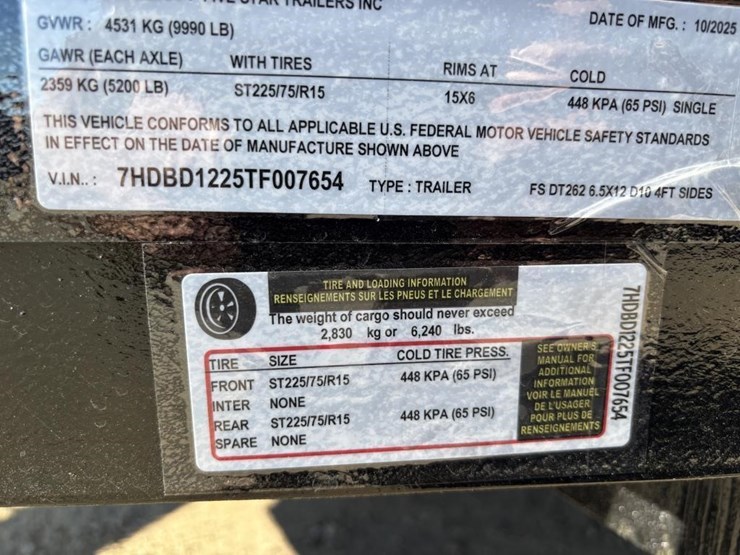 FIVE STAR TRAILERS INC
GVWR : 4531 KG (9990 LB)
DATE OF MFG. : 10/2025
GAWR (EACH AXLE) WITH TIRES RIMS AT COLD
2359 KG (5200 LB) ST225/75/R15 15X6 448 KPA (65 PSI) SINGLE
THIS VEHICLE CONFORMS TO ALL APPLICABLE U.S. FEDERAL MOTOR VEHICLE SAFETY STANDARDS
IN EFFECT ON THE DATE OF MANUFACTURE SHOWN ABOVE
V.I.N.. : 7HDBD1225TF007654 TYPE : TRAILER FS DT262 6.5X12 D10 4FT SIDES
TIRE AND LOADING INFORMATION
RENSEIGNEMENTS SUR LES PNEUS ET LE CHARGEMENT
The weight of cargo should never exceed
2,830 kg or 6,240 lbs.
TIRE SIZE COLD TIRE PRESS.
FRONT ST225/75/R15 448 KPA (65 PSI)
INTER NONE
REAR ST225/75/R15 448 KPA (65 PSI)
SPARE NONE
SEE OWNER'S
MANUAL FOR
ADDITIONAL
INFORMATION
VOIR LE MANUEL
DE L'USAGER
POUR PLUS DE
RENSEIGNEMENTS
7HDBD1225TF007654